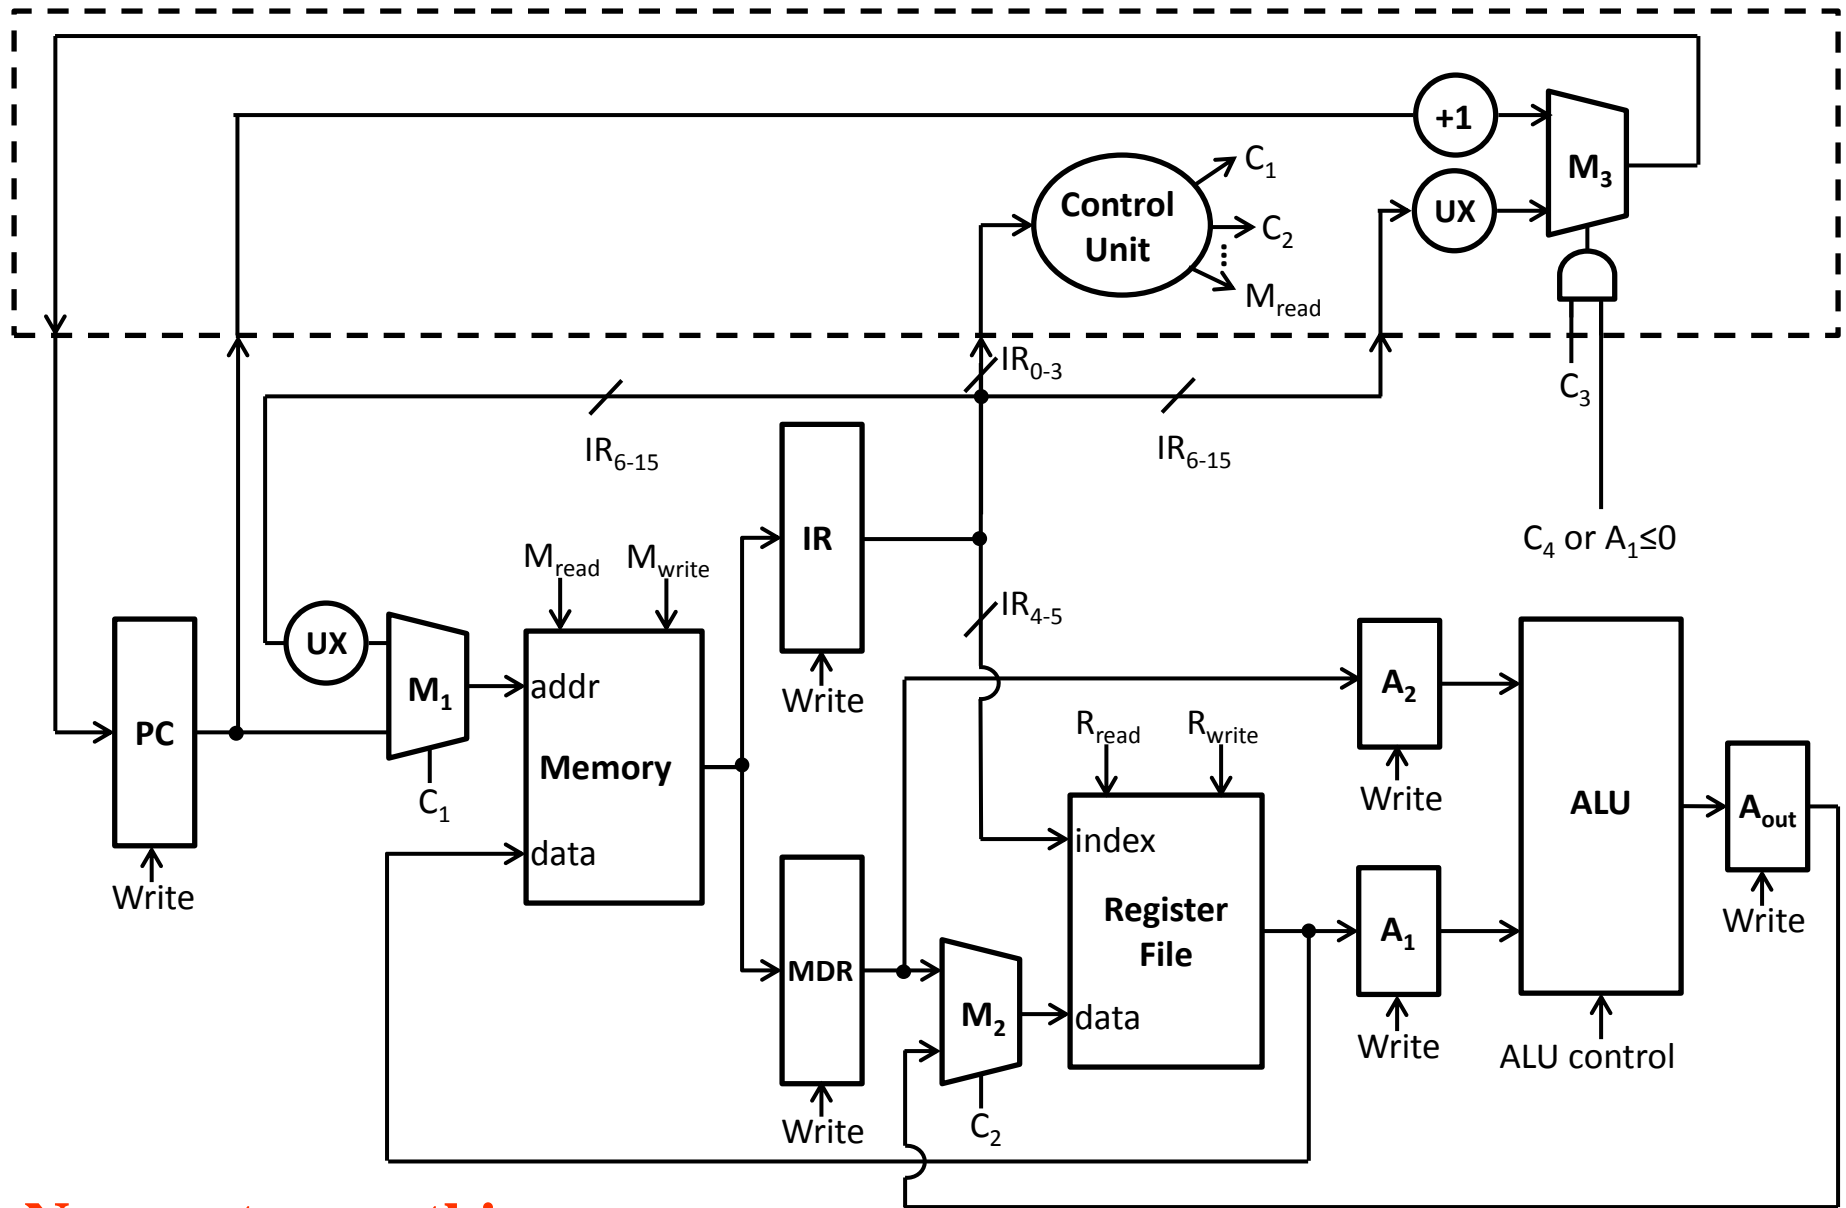 +1
M3
Control
Unit
C1
C2
Mread
UX
C3
C4 or A1≤0
IR0-3
IR6-15
IR6-15
IR
Write
IR4-5
Mread
Mwrite
UX
M1
C1
PC
Write
addr
Memory
data
MDR
Write
M2
C2
Rread
Rwrite
index
Register
File
data
A2
Write
A1
Write
ALU
ALU control
Aout
Write